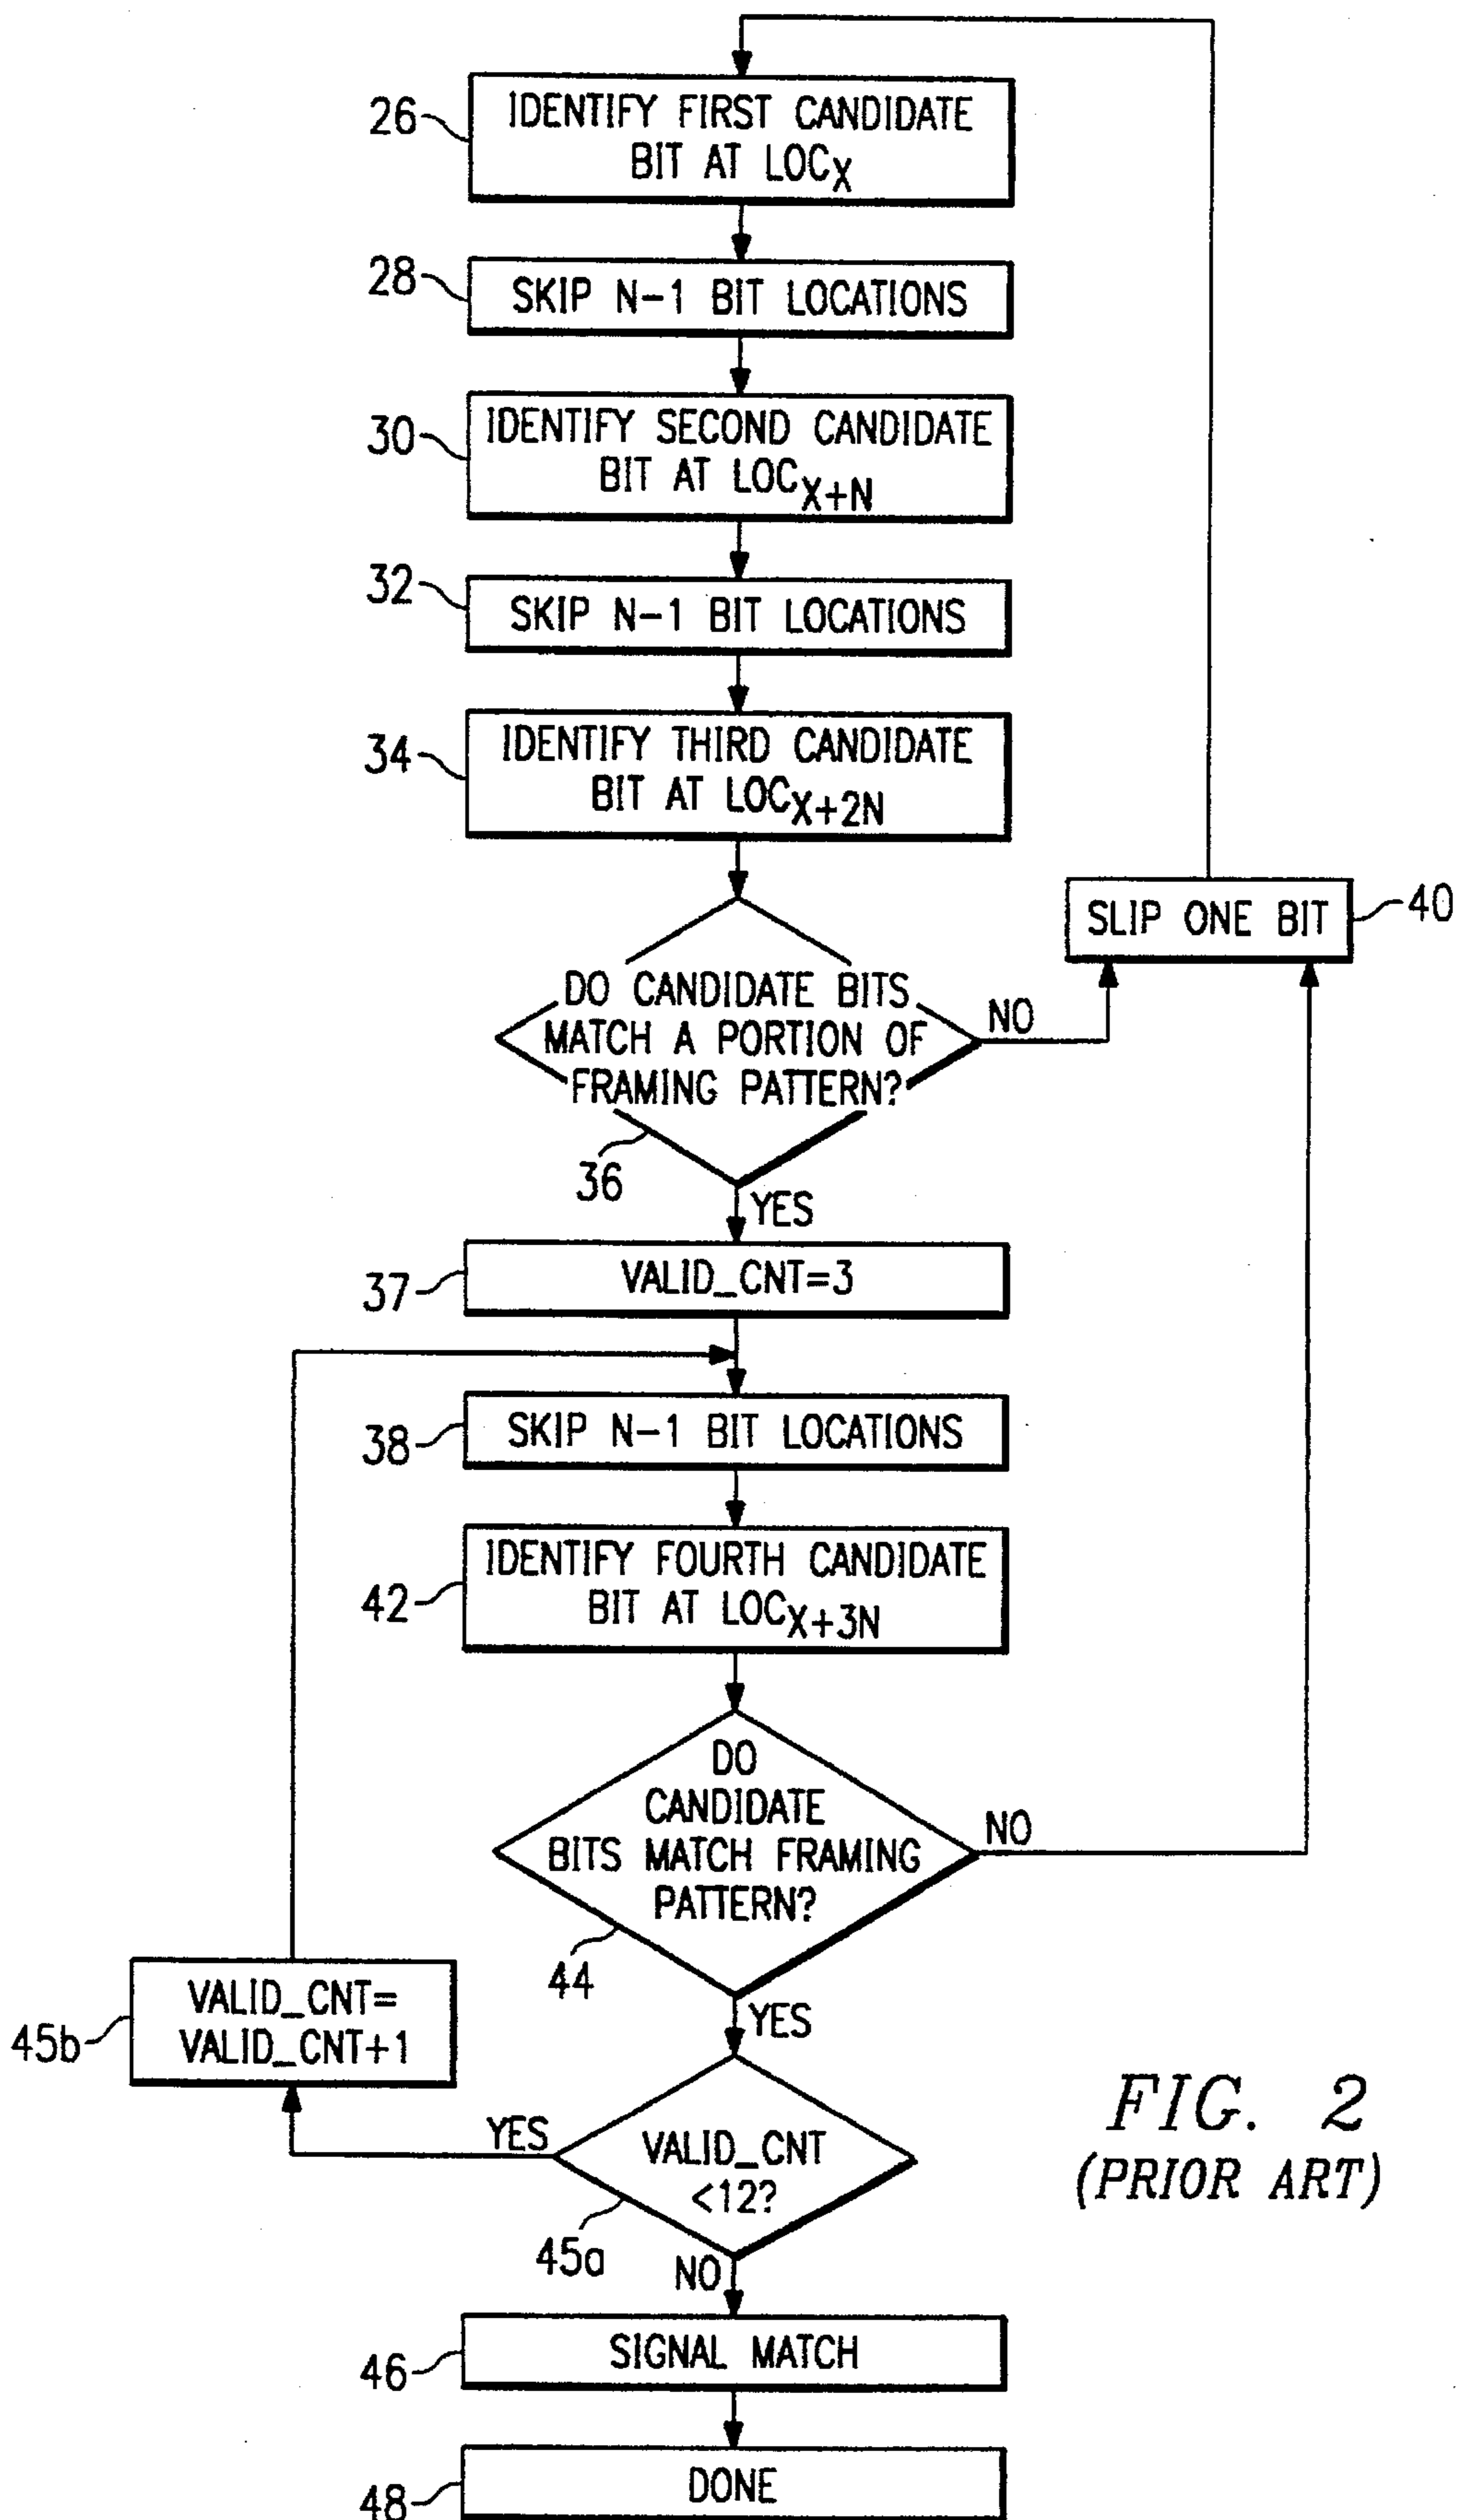 26
IDENTIFY FIRST CANDIDATE
BIT AT LOCX
28
SKIP N-1 BIT LOCATIONS
30
IDENTIFY SECOND CANDIDATE
BIT AT LOCX+N
32
SKIP N-1 BIT LOCATIONS
34
IDENTIFY THIRD CANDIDATE
BIT AT LOCX+2N
SLIP ONE BIT
40
DO CANDIDATE BITS
MATCH A PORTION OF
FRAMING PATTERN?
NO
36
YES
37
VALID_CNT=3
38
SKIP N-1 BIT LOCATIONS
42
IDENTIFY FOURTH CANDIDATE
BIT AT LOCX+3N
DO
CANDIDATE
BITS MATCH FRAMING
PATTERN?
NO
44
YES
45b
VALID_CNT=
VALID_CNT+1
YES
VALID_CNT
<12?
45a
NO
FIG. 2
(PRIOR ART)
46
SIGNAL MATCH
48
DONE